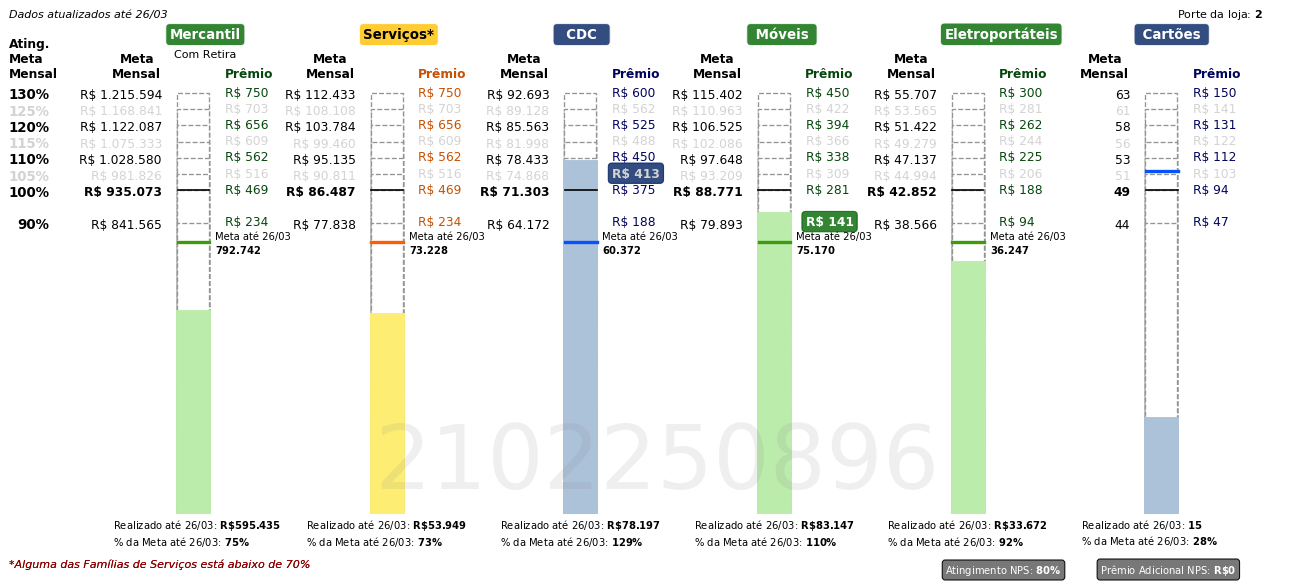 Dados atualizados até 26/03
Porte da loja: 2
Mercantil Serviços* CDC Móveis Eletroportáteis Cartões
Com Retira
Ating. Meta Mensal
Meta Mensal Prêmio Meta Mensal Prêmio Meta Mensal Prêmio Meta Mensal Prêmio Meta Mensal Prêmio Meta Mensal Prêmio
130% R$ 1.215.594 R$ 750 R$ 112.433 R$ 750 R$ 92.693 R$ 600 R$ 115.402 R$ 450 R$ 55.707 R$ 300 63 R$ 150
125% R$ 1.168.841 R$ 703 R$ 108.108 R$ 703 R$ 89.128 R$ 562 R$ 110.963 R$ 422 R$ 53.565 R$ 281 61 R$ 141
120% R$ 1.122.087 R$ 656 R$ 103.784 R$ 656 R$ 85.563 R$ 525 R$ 106.525 R$ 394 R$ 51.422 R$ 262 58 R$ 131
115% R$ 1.075.333 R$ 609 R$ 99.460 R$ 609 R$ 81.998 R$ 488 R$ 102.086 R$ 366 R$ 49.279 R$ 244 56 R$ 122
110% R$ 1.028.580 R$ 562 R$ 95.135 R$ 562 R$ 78.433 R$ 450 R$ 97.648 R$ 338 R$ 47.137 R$ 225 53 R$ 112
105% R$ 981.826 R$ 516 R$ 90.811 R$ 516 R$ 74.868 R$ 413 R$ 93.209 R$ 309 R$ 44.994 R$ 206 51 R$ 103
100% R$ 935.073 R$ 469 R$ 86.487 R$ 469 R$ 71.303 R$ 375 R$ 88.771 R$ 281 R$ 42.852 R$ 188 49 R$ 94
90% R$ 841.565 R$ 234 R$ 77.838 R$ 234 R$ 64.172 R$ 188 R$ 79.893 R$ 141 R$ 38.566 R$ 94 44 R$ 47
Meta até 26/03 Meta até 26/03 Meta até 26/03 Meta até 26/03 Meta até 26/03
792.742 73.228 60.372 75.170 36.247
2102250896
Realizado até 26/03: R$595.435 Realizado até 26/03: R$53.949 Realizado até 26/03: R$78.197 Realizado até 26/03: R$83.147 Realizado até 26/03: R$33.672 Realizado até 26/03: 15
% da Meta até 26/03: 75% % da Meta até 26/03: 73% % da Meta até 26/03: 129% % da Meta até 26/03: 110% % da Meta até 26/03: 92% % da Meta até 26/03: 28%
*Alguma das Famílias de Serviços está abaixo de 70%
Atingimento NPS: 80% Prêmio Adicional NPS: R$0